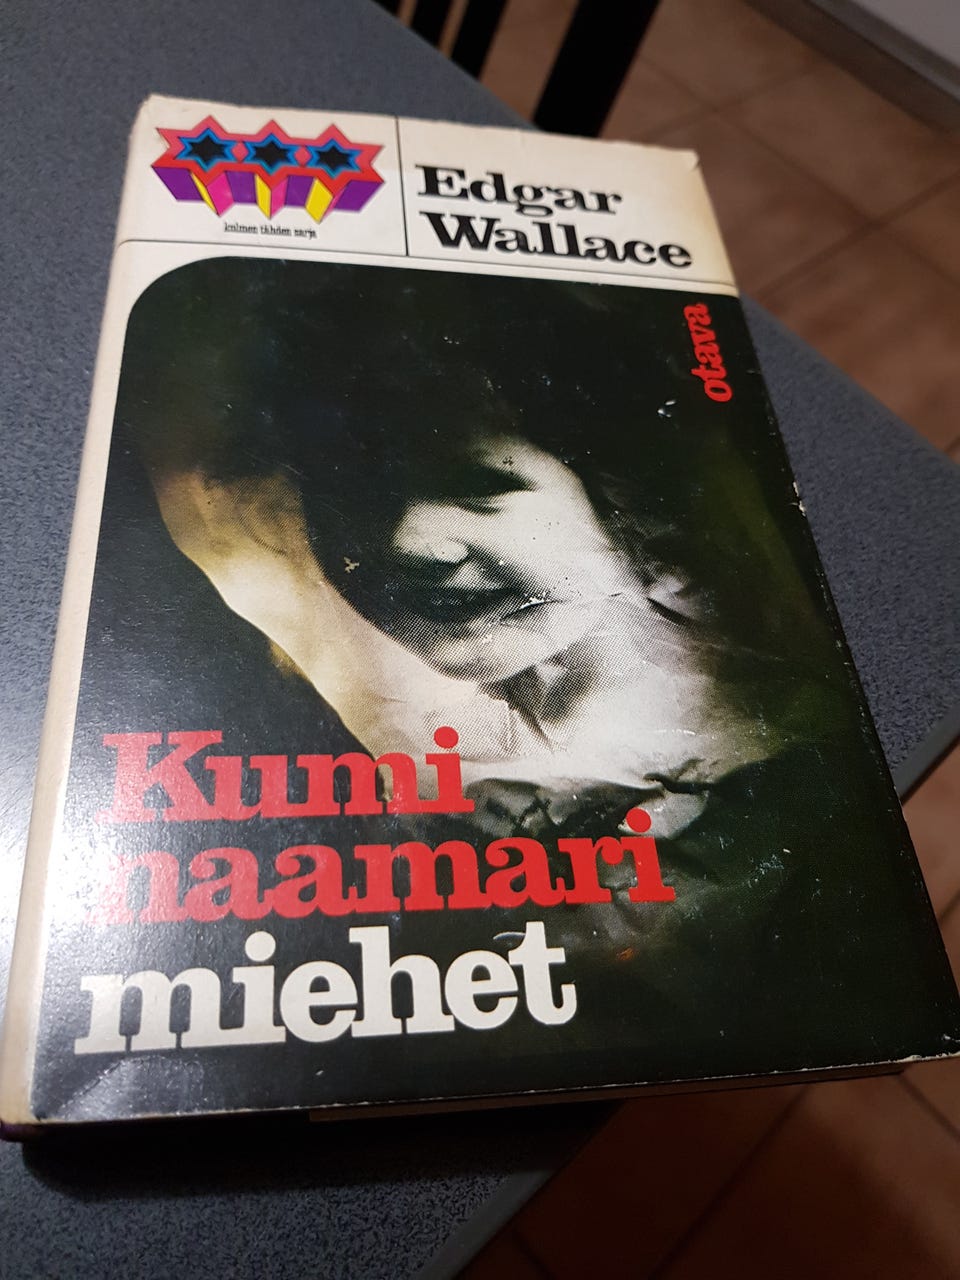 kolmen tähden sarja
Edgar
Wallace
otava
Kumi
naamari
miehet